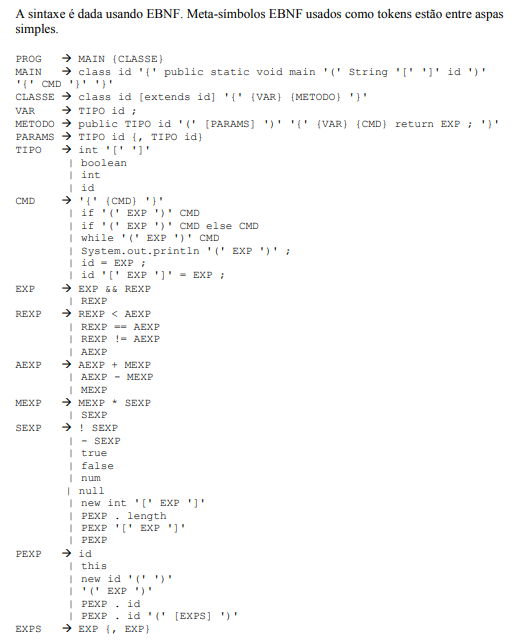 A sintaxe é dada usando EBNF. Meta-símbolos EBNF usados como tokens estão entre aspas
simples.
PROG → MAIN {CLASSE}
MAIN → class id '{' public static void main '(' String '[' ']' id ')'
'{' CMD '}' '}'
CLASSE → class id [extends id] '{' {VAR} {METODO} '}'
VAR → TIPO id ;
METODO → public TIPO id '(' [PARAMS] ')' '{' {VAR} {CMD} return EXP ; '}'
PARAMS → TIPO id {, TIPO id}
TIPO → int '[' ']'
| boolean
| int
| id
CMD → '{' {CMD} '}'
| if '(' EXP ')' CMD
| if '(' EXP ')' CMD else CMD
| while '(' EXP ')' CMD
| System.out.println '(' EXP ')' ;
| id = EXP ;
| id '[' EXP ']' = EXP ;
EXP → EXP && REXP
| REXP
REXP → REXP < AEXP
| REXP == AEXP
| REXP != AEXP
| AEXP
AEXP → AEXP + MEXP
| AEXP - MEXP
| MEXP
MEXP → MEXP * SEXP
| SEXP
SEXP → ! SEXP
| - SEXP
| true
| false
| num
| null
| new int '[' EXP ']'
| PEXP . length
| PEXP '[' EXP ']'
| PEXP
PEXP → id
| this
| new id '(' ')'
| '(' EXP ')'
| PEXP . id
| PEXP . id '(' [EXPS] ')'
EXPS → EXP {, EXP}